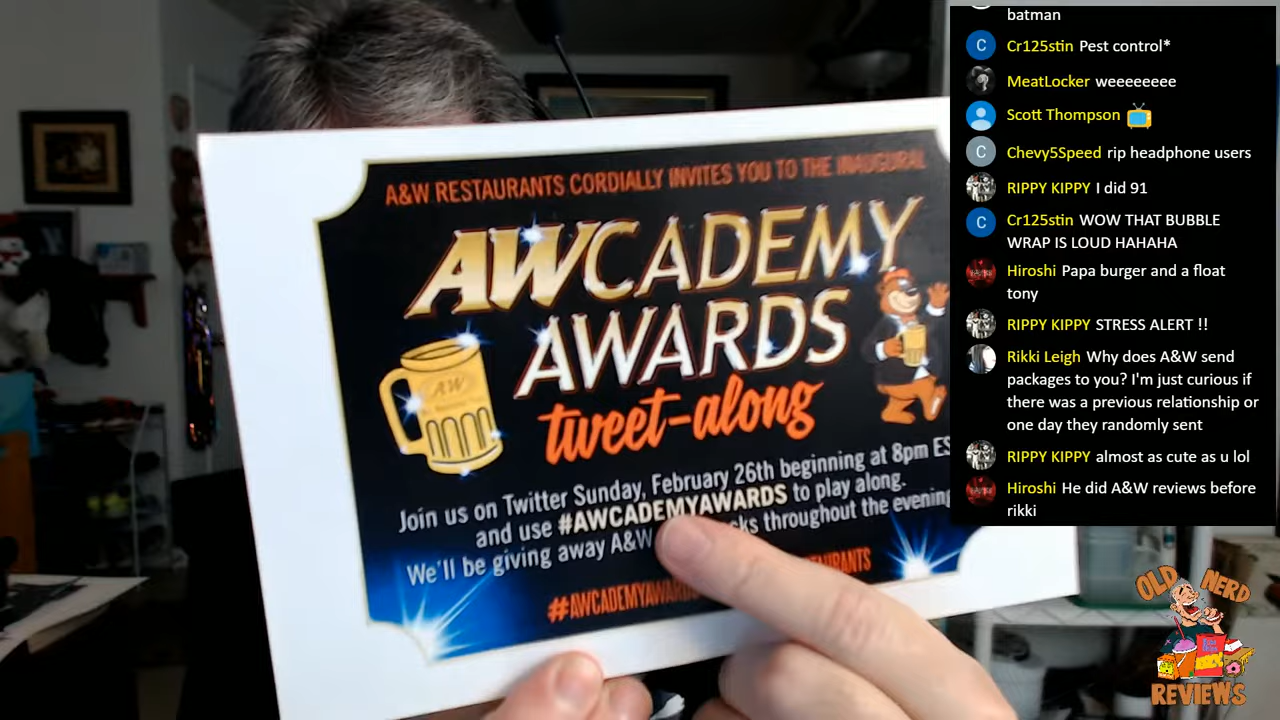 A&W RESTAURANTS CORDIALLY INVITES YOU TO THE INAUGURAL
AWCADEMY
AWARDS
tweet-along
A&W
Join us on Twitter Sunday, February 26th beginning at 8pm ES
and use #AWCADEMYAWARDS to play along.
We'll be giving away A&W cks throughout the evening
#AWCADEMYAWAR URANTS
batman
C Cr125stin Pest control*
MeatLocker weeeeeeee
Scott Thompson
C Chevy5Speed rip headphone users
RIPPY KIPPY I did 91
C Cr125stin WOW THAT BUBBLE
WRAP IS LOUD HAHAHA
Hiroshi Papa burger and a float
tony
RIPPY KIPPY STRESS ALERT !!
Rikki Leigh Why does A&W send
packages to you? I'm just curious if
there was a previous relationship or
one day they randomly sent
RIPPY KIPPY almost as cute as u lol
Hiroshi He did A&W reviews before
rikki
OLD NERD
REVIEWS